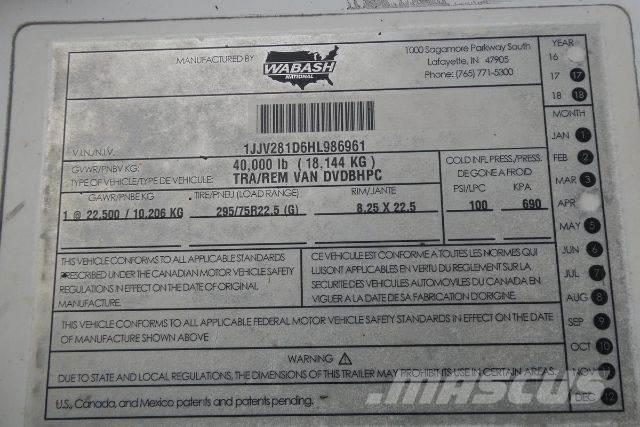 MANUFACTURED BY
WABASH
NATIONAL
1000 Sagamore Parkway South
Lafayette, IN 47905
Phone: (765) 771-5300
YEAR
16
17 17
18 18
V.I.N./N.I.V.
1JJV281D6HL986961
MONTH
JAN 1
FEB 2
MAR 3
APR
MAY 5
JUN 6
JUL 7
AUG 8
SEP 9
OCT 10
NOV
DEC 12
GVWR/PNBV KG: 40,000 lb ( 18,144 KG )
TYPE OF VEHICLE/TYPE DE VEHICULE: TRA/REM VAN DVDBHPC
COLD INFL PRESS./PRESS.
DE GONF A FROID
GAWR/PNBE KG TIRE/PNEU (LOAD RANGE) RIM/JANTE PSI/LPC KPA
1 @ 22,500 / 10,206 KG 295/75R22.5 (G) 8.25 X 22.5 100 690
THIS VEHICLE CONFORMS TO ALL APPLICABLE STANDARDS
PRESCRIBED UNDER THE CANADIAN MOTOR VEHICLE SAFETY
REGULATIONS IN EFFECT ON THE DATE OF ORIGINAL
MANUFACTURE.
CE VEHICULE EST CONFORME A TOUTES LES NORMES QUI
LUISONT APPLICABLES EN VERTU DU REGLEMENT SUR LA
SECURITE DES VEHICULES AUTOMOVILES DU CANADA EN
VIGUER A LA DATE DE SA FABRICATION D'ORIGINE.
THIS VEHICLE CONFORMS TO ALL APPLICABLE FEDERAL MOTOR VEHICLE SAFETY STANDARDS IN EFFECT ON THE DATE
OF MANUFACTURE SHOWN ABOVE
WARNING
DUE TO STATE AND LOCAL REGULATIONS, THE DIMENSIONS OF THIS TRAILER MAY PROHIBIT ITS USE IN CERTAIN AREAS.
U.S., Canada, and Mexico patents and patents pending.
MASCUS